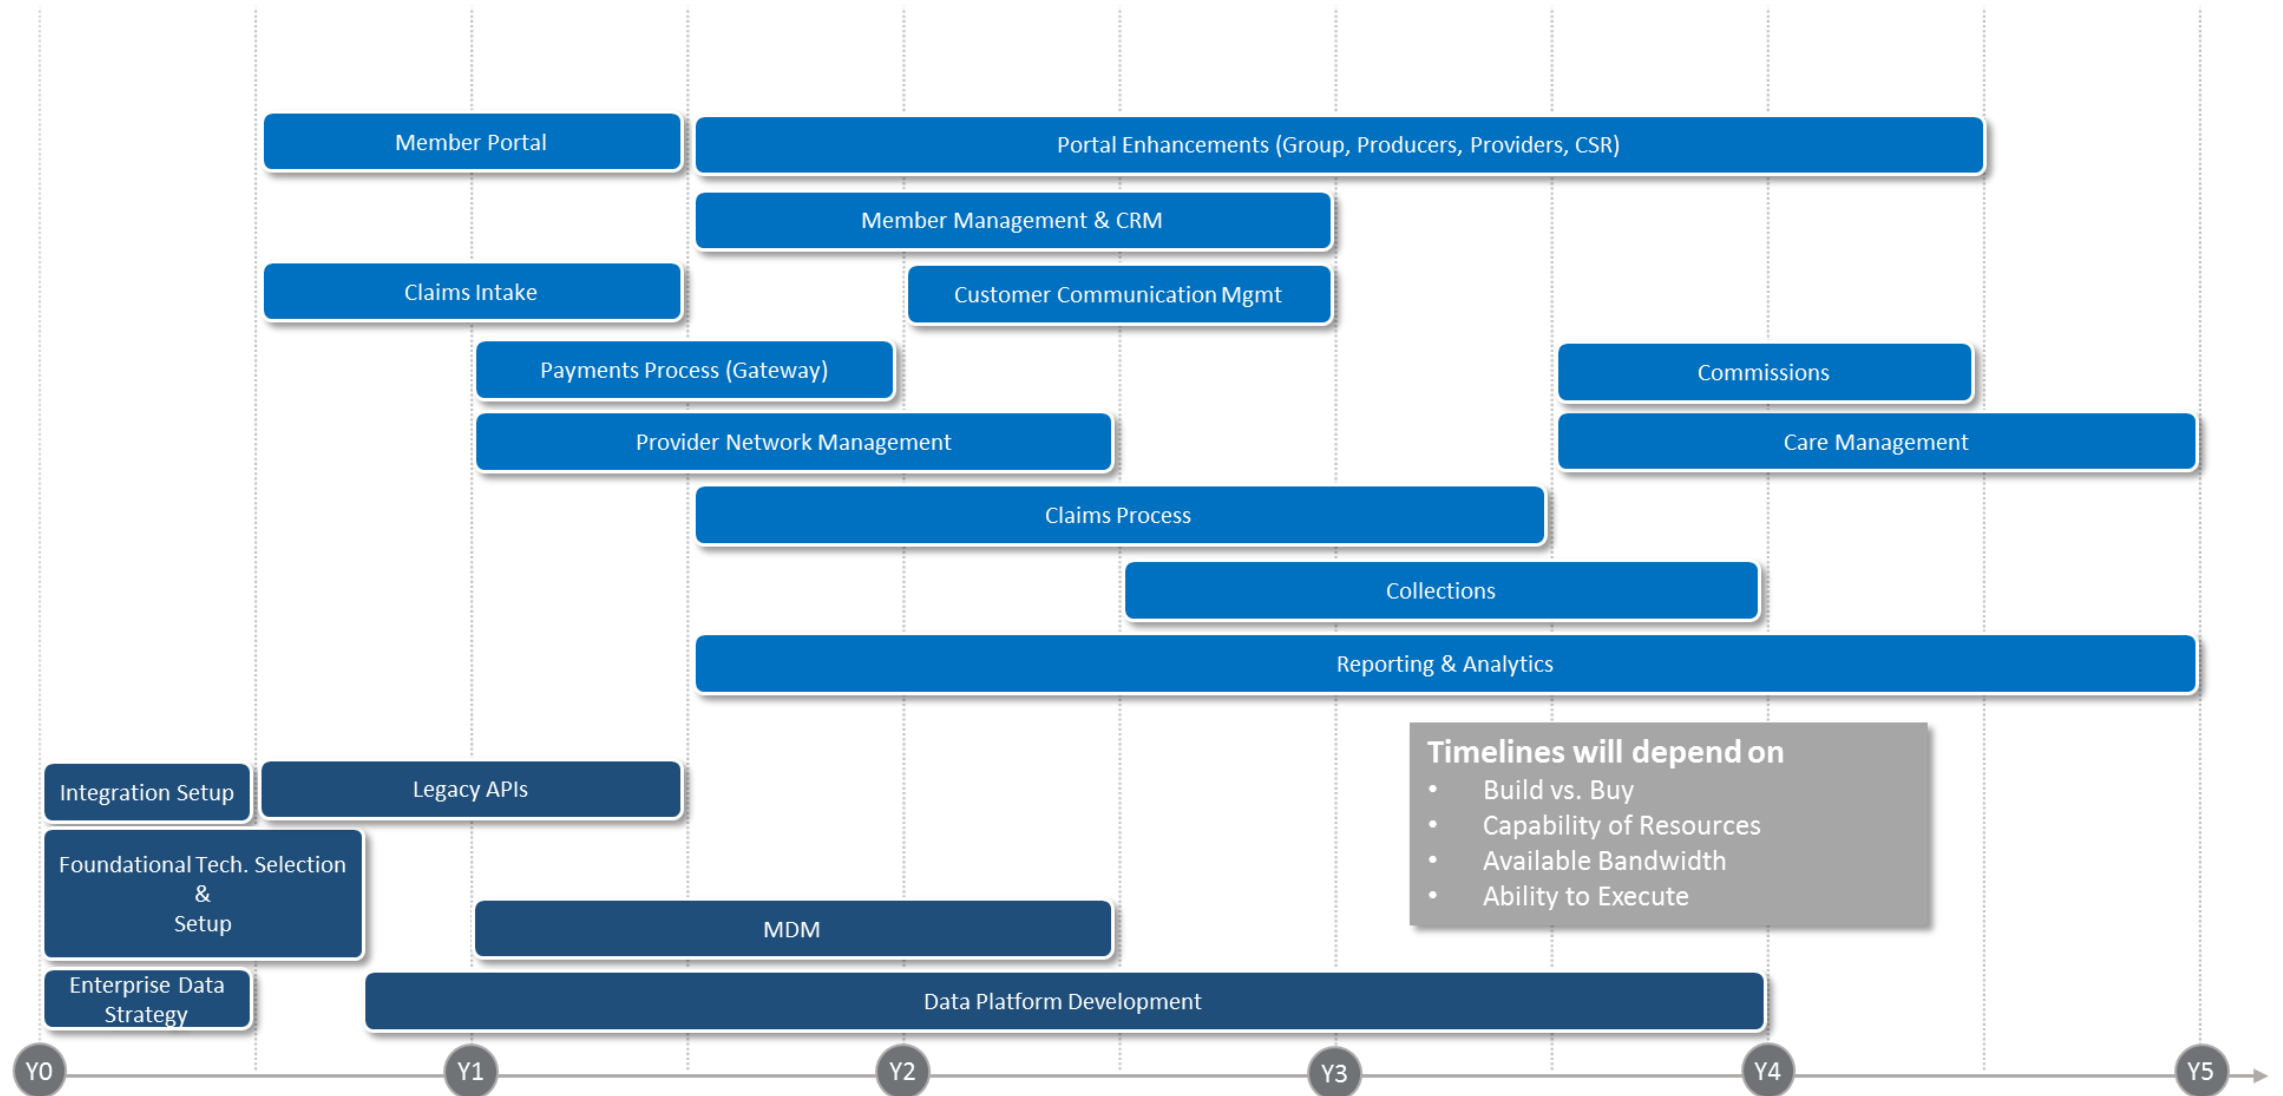 Member Portal
Portal Enhancements (Group, Producers, Providers, CSR)
Member Management & CRM
Claims Intake
Customer Communication Mgmt
Payments Process (Gateway)
Commissions
Provider Network Management
Care Management
Claims Process
Collections
Reporting & Analytics
Timelines will depend on
• Build vs. Buy
• Capability of Resources
• Available Bandwidth
• Ability to Execute
Integration Setup
Legacy APIs
Foundational Tech. Selection
&
Setup
MDM
Enterprise Data
Strategy
Data Platform Development
Y0
Y1
Y2
Y3
Y4
Y5